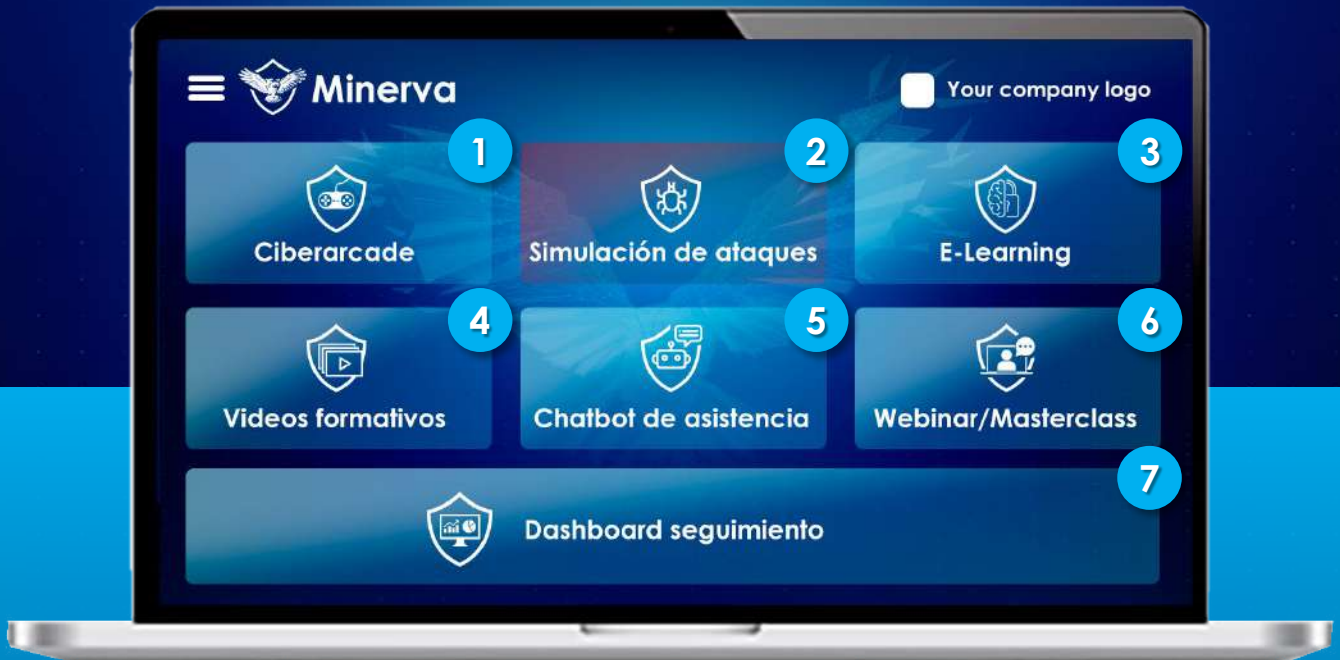 Minerva
Your company logo
1
2
3
Ciberarcade
Simulación de ataques
E-Learning
4
5
6
Videos formativos
Chatbot de asistencia
Webinar/Masterclass
7
Dashboard seguimiento